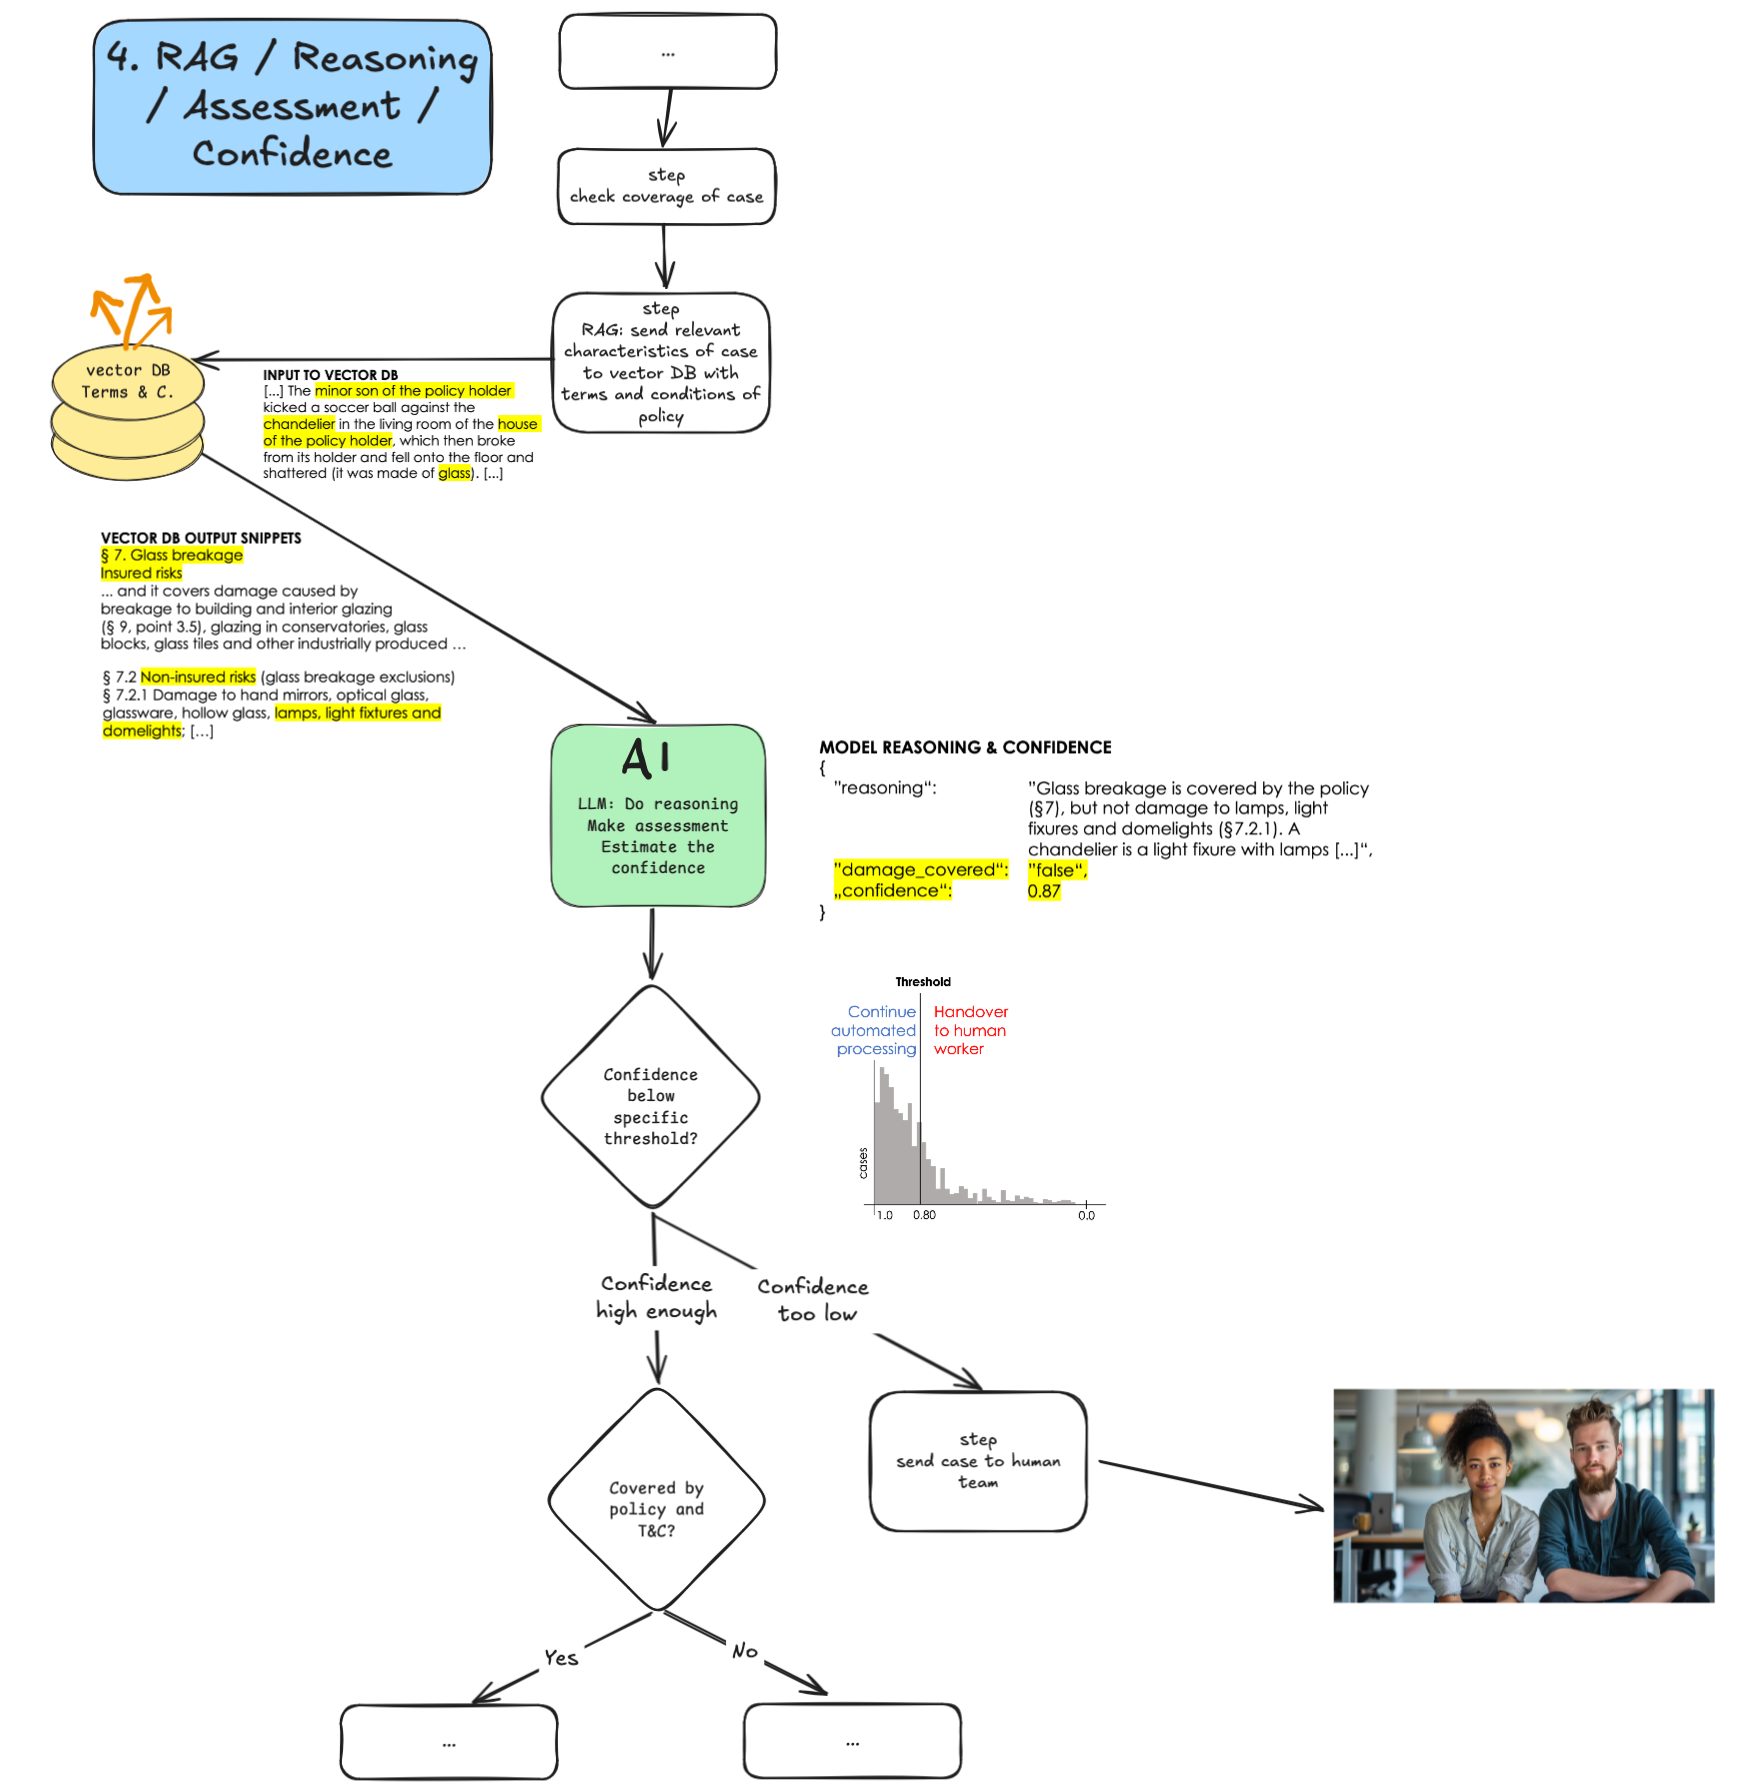 4. RAG / Reasoning
/ Assessment /
Confidence
...
step
check coverage of case
step
RAG: send relevant
characteristics of case
to vector DB with
terms and conditions of
policy
vector DB
Terms & C.
INPUT TO VECTOR DB
[...] The minor son of the policy holder
kicked a soccer ball against the
chandelier in the living room of the house
of the policy holder, which then broke
from its holder and fell onto the floor and
shattered (it was made of glass). [...]
VECTOR DB OUTPUT SNIPPETS
§ 7. Glass breakage
Insured risks
... and it covers damage caused by
breakage to building and interior glazing
(§ 9, point 3.5), glazing in conservatories, glass
blocks, glass tiles and other industrially produced ...
§ 7.2 Non-insured risks (glass breakage exclusions)
§ 7.2.1 Damage to hand mirrors, optical glass,
glassware, hollow glass, lamps, light fixtures and
domelights; [...]
AI
LLM: Do reasoning
Make assessment
Estimate the
confidence
MODEL REASONING & CONFIDENCE
{
"reasoning“: "Glass breakage is covered by the policy
(§7), but not damage to lamps, light
fixures and domelights (§7.2.1). A
chandelier is a light fixure with lamps [...]“,
"damage_covered“: "false“,
„confidence“: 0.87
}
Threshold
Continue
automated
processing
Handover
to human
worker
cases
1.0 0.80 0.0
Confidence
below
specific
threshold?
Confidence
high enough
Confidence
too low
step
send case to human
team
Covered by
policy and
T&C?
Yes
No
...
...